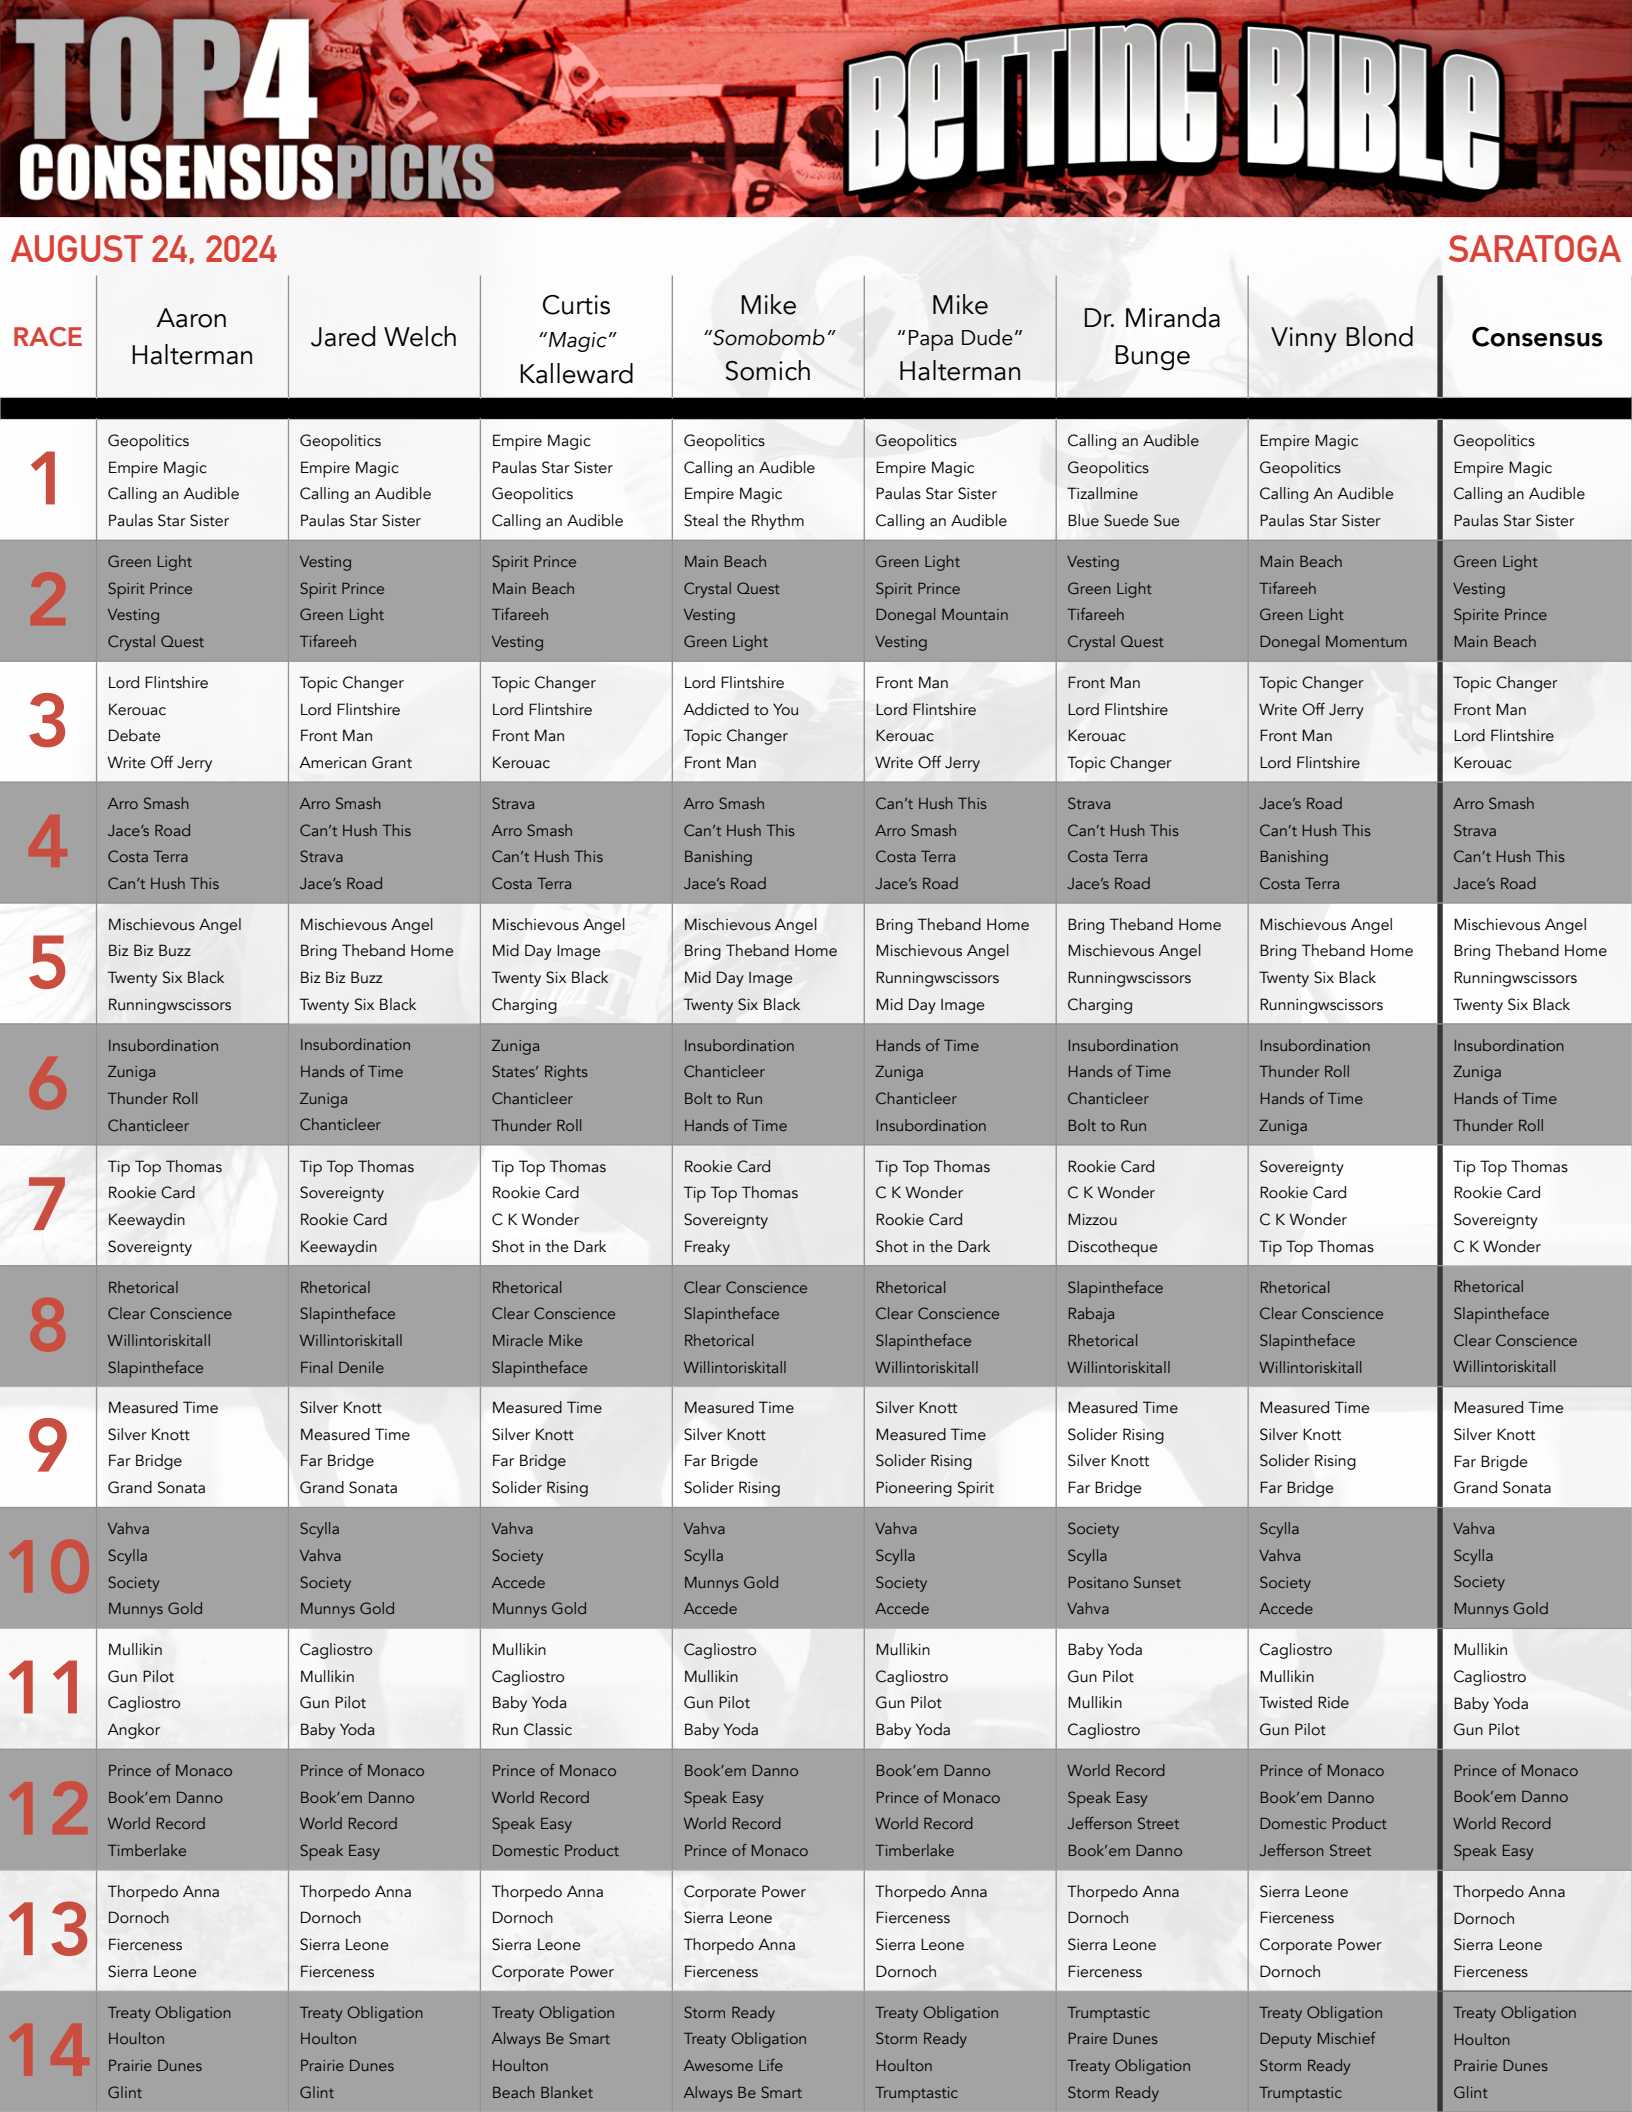 TOP4
CONSENSUSPICKS
BETTING BIBLE
8
AUGUST 24, 2024
SARATOGA
RACE
Aaron
Halterman
Jared Welch
Curtis
“Magic”
Kalleward
Mike
“Somobomb”
Somich
Mike
“Papa Dude”
Halterman
Dr. Miranda
Bunge
Vinny Blond
Consensus
1
Geopolitics
Empire Magic
Calling an Audible
Paulas Star Sister
Geopolitics
Empire Magic
Calling an Audible
Paulas Star Sister
Empire Magic
Paulas Star Sister
Geopolitics
Calling an Audible
Geopolitics
Calling an Audible
Empire Magic
Steal the Rhythm
Geopolitics
Empire Magic
Paulas Star Sister
Calling an Audible
Calling an Audible
Geopolitics
Tizallmine
Blue Suede Sue
Empire Magic
Geopolitics
Calling An Audible
Paulas Star Sister
Geopolitics
Empire Magic
Calling an Audible
Paulas Star Sister
2
Green Light
Spirit Prince
Vesting
Crystal Quest
Vesting
Spirit Prince
Green Light
Tifareeh
Spirit Prince
Main Beach
Tifareeh
Vesting
Main Beach
Crystal Quest
Vesting
Green Light
Green Light
Spirit Prince
Donegal Mountain
Vesting
Vesting
Green Light
Tifareeh
Crystal Quest
Main Beach
Tifareeh
Green Light
Donegal Momentum
Green Light
Vesting
Spirite Prince
Main Beach
3
Lord Flintshire
Kerouac
Debate
Write Off Jerry
Topic Changer
Lord Flintshire
Front Man
American Grant
Topic Changer
Lord Flintshire
Front Man
Kerouac
Lord Flintshire
Addicted to You
Topic Changer
Front Man
Front Man
Lord Flintshire
Kerouac
Write Off Jerry
Front Man
Lord Flintshire
Kerouac
Topic Changer
Topic Changer
Write Off Jerry
Front Man
Lord Flintshire
Topic Changer
Front Man
Lord Flintshire
Kerouac
4
Arro Smash
Jace’s Road
Costa Terra
Can’t Hush This
Arro Smash
Can’t Hush This
Strava
Jace’s Road
Strava
Arro Smash
Can’t Hush This
Costa Terra
Arro Smash
Can’t Hush This
Banishing
Jace’s Road
Can’t Hush This
Arro Smash
Costa Terra
Jace’s Road
Strava
Can’t Hush This
Costa Terra
Jace’s Road
Jace’s Road
Can’t Hush This
Banishing
Costa Terra
Arro Smash
Strava
Can’t Hush This
Jace’s Road
5
Mischievous Angel
Biz Biz Buzz
Twenty Six Black
Runningwscissors
Mischievous Angel
Bring Theband Home
Biz Biz Buzz
Twenty Six Black
Mischievous Angel
Mid Day Image
Twenty Six Black
Charging
Mischievous Angel
Bring Theband Home
Mid Day Image
Twenty Six Black
Bring Theband Home
Mischievous Angel
Runningwscissors
Mid Day Image
Bring Theband Home
Mischievous Angel
Runningwscissors
Charging
Mischievous Angel
Bring Theband Home
Twenty Six Black
Runningwscissors
Mischievous Angel
Bring Theband Home
Runningwscissors
Twenty Six Black
6
Insubordination
Zuniga
Thunder Roll
Chanticleer
Insubordination
Hands of Time
Zuniga
Chanticleer
Zuniga
States’ Rights
Chanticleer
Thunder Roll
Insubordination
Chanticleer
Bolt to Run
Hands of Time
Hands of Time
Zuniga
Chanticleer
Insubordination
Insubordination
Hands of Time
Chanticleer
Bolt to Run
Insubordination
Thunder Roll
Hands of Time
Zuniga
Insubordination
Zuniga
Hands of Time
Thunder Roll
7
Tip Top Thomas
Rookie Card
Keewaydin
Sovereignty
Tip Top Thomas
Sovereignty
Rookie Card
Keewaydin
Tip Top Thomas
Rookie Card
C K Wonder
Shot in the Dark
Rookie Card
Tip Top Thomas
Sovereignty
Freaky
Tip Top Thomas
C K Wonder
Rookie Card
Shot in the Dark
Rookie Card
C K Wonder
Mizzou
Discotheque
Sovereignty
Rookie Card
C K Wonder
Tip Top Thomas
Tip Top Thomas
Rookie Card
Sovereignty
C K Wonder
8
Rhetorical
Clear Conscience
Willintoriskitall
Slapintheface
Rhetorical
Slapintheface
Willintoriskitall
Final Denile
Rhetorical
Clear Conscience
Miracle Mike
Slapintheface
Clear Conscience
Slapintheface
Rhetorical
Willintoriskitall
Rhetorical
Clear Conscience
Slapintheface
Willintoriskitall
Slapintheface
Rabaja
Rhetorical
Willintoriskitall
Rhetorical
Clear Conscience
Slapintheface
Willintoriskitall
Rhetorical
Slapintheface
Clear Conscience
Willintoriskitall
9
Measured Time
Silver Knott
Far Bridge
Grand Sonata
Silver Knott
Measured Time
Far Bridge
Grand Sonata
Measured Time
Silver Knott
Far Bridge
Solider Rising
Measured Time
Silver Knott
Far Brigde
Solider Rising
Silver Knott
Measured Time
Solider Rising
Pioneering Spirit
Measured Time
Solider Rising
Silver Knott
Far Bridge
Measured Time
Silver Knott
Solider Rising
Far Bridge
Measured Time
Silver Knott
Far Brigde
Grand Sonata
10
Vahva
Scylla
Society
Munnys Gold
Scylla
Vahva
Society
Munnys Gold
Vahva
Society
Accede
Munnys Gold
Vahva
Scylla
Munnys Gold
Accede
Vahva
Scylla
Society
Accede
Society
Scylla
Positano Sunset
Vahva
Scylla
Vahva
Society
Accede
Vahva
Scylla
Society
Munnys Gold
11
Mullikin
Gun Pilot
Cagliostro
Angkor
Cagliostro
Mullikin
Gun Pilot
Baby Yoda
Mullikin
Cagliostro
Baby Yoda
Run Classic
Cagliostro
Mullikin
Gun Pilot
Baby Yoda
Mullikin
Cagliostro
Gun Pilot
Baby Yoda
Baby Yoda
Gun Pilot
Mullikin
Cagliostro
Cagliostro
Mullikin
Twisted Ride
Gun Pilot
Mullikin
Cagliostro
Baby Yoda
Gun Pilot
12
Prince of Monaco
Book’em Danno
World Record
Timberlake
Prince of Monaco
Book’em Danno
World Record
Speak Easy
Prince of Monaco
World Record
Speak Easy
Domestic Product
Book’em Danno
Speak Easy
World Record
Prince of Monaco
Book’em Danno
Prince of Monaco
World Record
Timberlake
World Record
Speak Easy
Jefferson Street
Book’em Danno
Prince of Monaco
Book’em Danno
Domestic Product
Jefferson Street
Prince of Monaco
Book’em Danno
World Record
Speak Easy
13
Thorpedo Anna
Dornoch
Fierceness
Sierra Leone
Thorpedo Anna
Dornoch
Sierra Leone
Fierceness
Thorpedo Anna
Dornoch
Sierra Leone
Corporate Power
Corporate Power
Sierra Leone
Thorpedo Anna
Fierceness
Thorpedo Anna
Fierceness
Sierra Leone
Dornoch
Thorpedo Anna
Dornoch
Sierra Leone
Fierceness
Sierra Leone
Fierceness
Corporate Power
Dornoch
Thorpedo Anna
Dornoch
Sierra Leone
Fierceness
14
Treaty Obligation
Houlton
Prairie Dunes
Glint
Treaty Obligation
Houlton
Prairie Dunes
Glint
Treaty Obligation
Always Be Smart
Houlton
Beach Blanket
Storm Ready
Treaty Obligation
Awesome Life
Always Be Smart
Treaty Obligation
Storm Ready
Houlton
Trumptastic
Trumptastic
Praire Dunes
Treaty Obligation
Storm Ready
Treaty Obligation
Deputy Mischief
Storm Ready
Trumptastic
Treaty Obligation
Houlton
Prairie Dunes
Glint